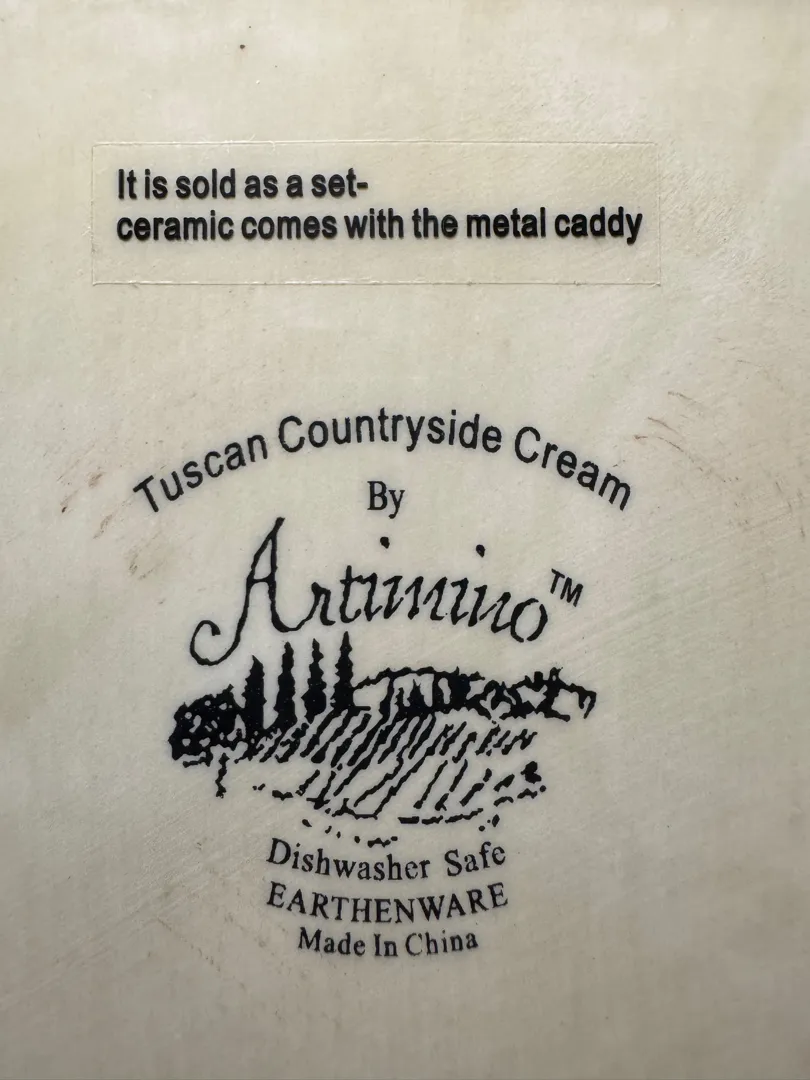 It is sold as a set-
ceramic comes with the metal caddy
Tuscan Countryside Cream
By
Artimino™
Dishwasher Safe
EARTHENWARE
Made In China